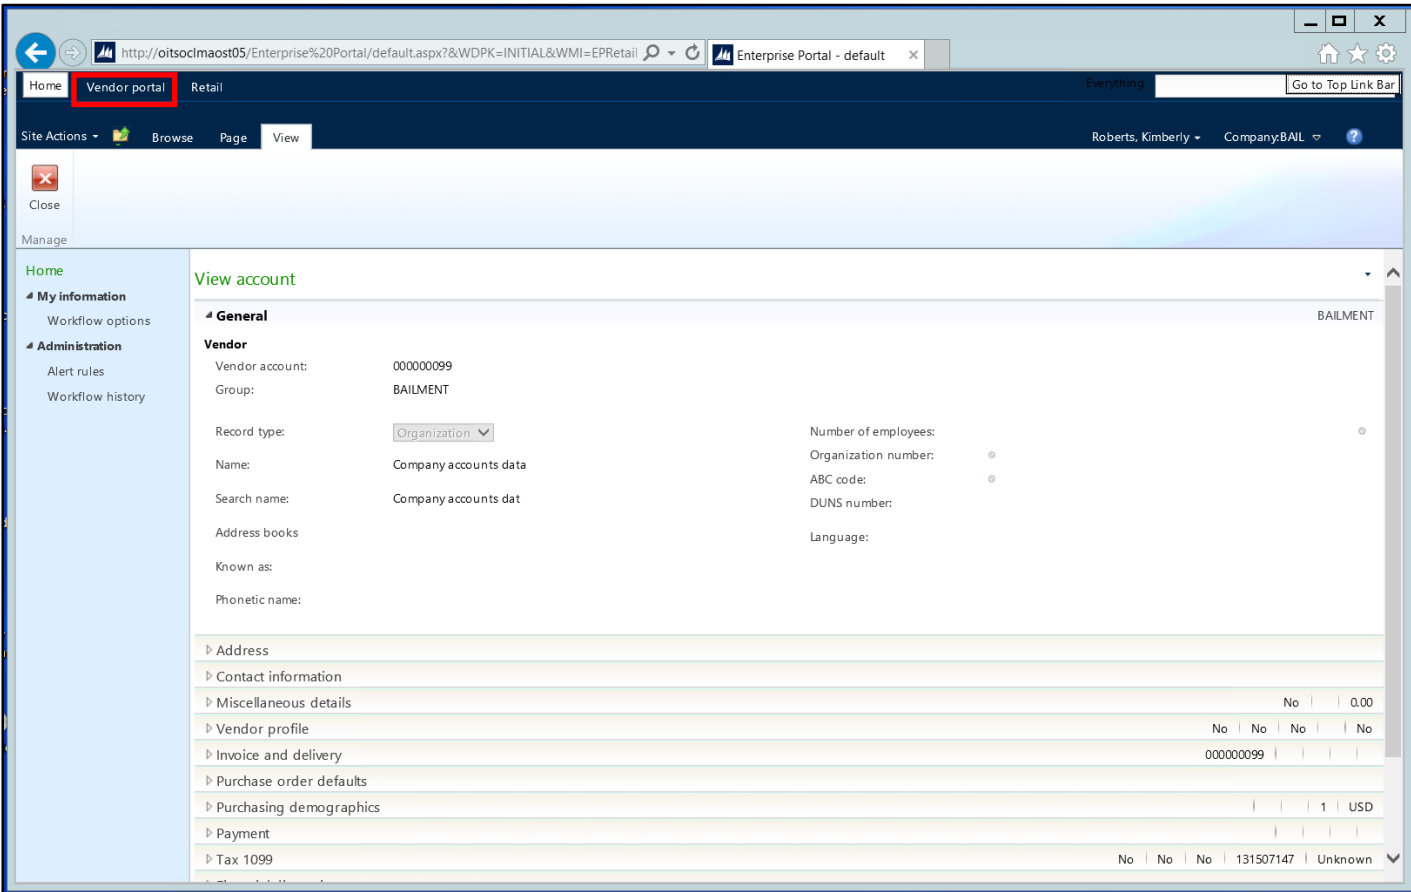 http://oitsoclmaost05/Enterprise%20Portal/default.aspx?&WDPK=INITIAL&WMI=EPRetail
Enterprise Portal - default
Home Vendor portal Retail Everything Go to Top Link Bar
Site Actions Browse Page View Roberts, Kimberly Company:BAIL
Close
Manage
Home
My information
Workflow options
Administration
Alert rules
Workflow history
View account
General BAILMENT
Vendor
Vendor account: 000000099
Group: BAILMENT
Record type: Organization Number of employees:
Organization number:
Name: Company accounts data
ABC code:
Search name: Company accounts dat DUNS number:
Address books Language:
Known as:
Phonetic name:
Address
Contact information
Miscellaneous details No 0.00
Vendor profile No No No No
Invoice and delivery 000000099
Purchase order defaults
Purchasing demographics 1 USD
Payment
Tax 1099 No No No 131507147 Unknown